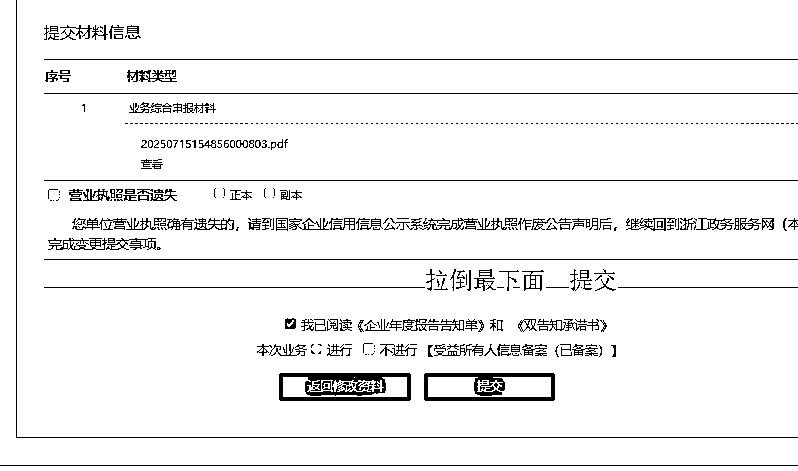 提交材料信息
序号 材料类型
1 业务综合申报材料
20250715154856000803.pdf
查看
营业执照是否遗失 正本 副本
您单位营业执照确有遗失的，请到国家企业信用信息公示系统完成营业执照作废公告声明后，继续回到浙江政务服务网（本
完成变更提交事项。
拉倒最下面 提交
我已阅读《企业年度报告告知单》和 《双告知承诺书》
本次业务 进行 不进行 【受益所有人信息备案（已备案）】
返回修改资料 提交